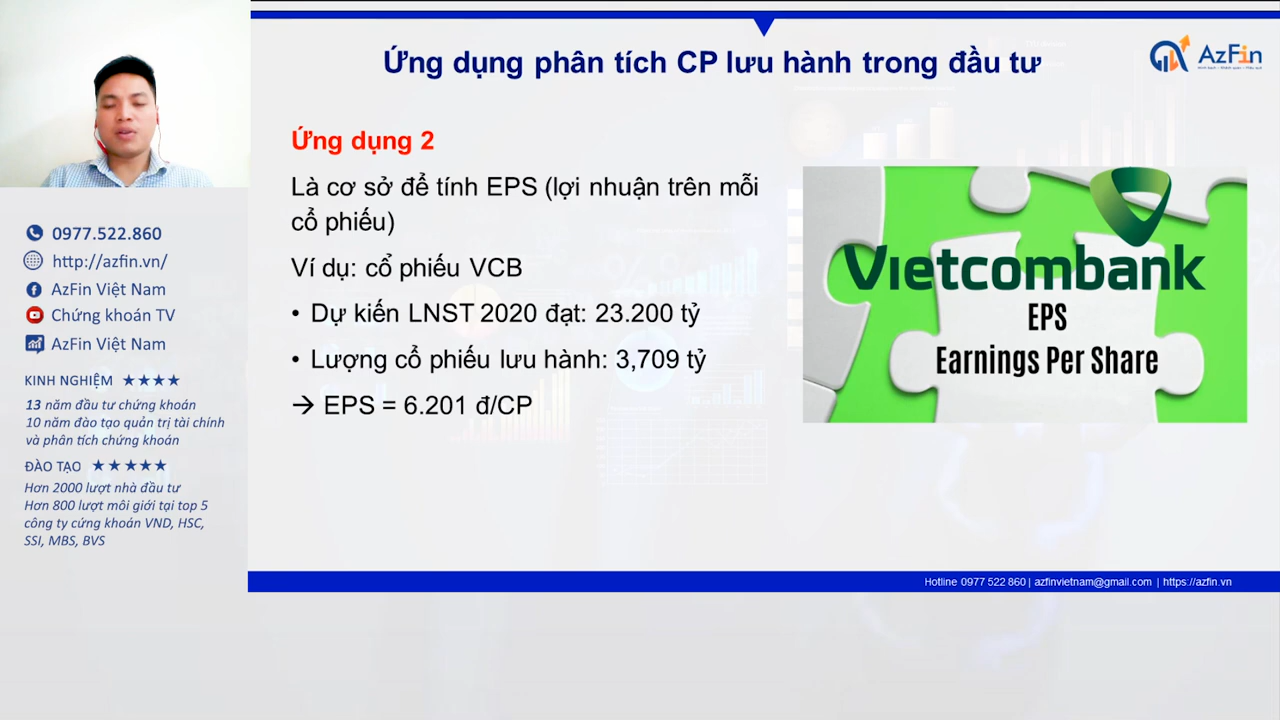 Ứng dụng phân tích CP lưu hành trong đầu tư
AzFin
Ứng dụng 2
Là cơ sở để tính EPS (lợi nhuận trên mỗi
cổ phiếu)
Ví dụ: cổ phiếu VCB
• Dự kiến LNST 2020 đạt: 23.200 tỷ
• Lượng cổ phiếu lưu hành: 3,709 tỷ
→ EPS = 6.201 đ/CP
Vietcombank
EPS
Earnings Per Share
0977.522.860
http://azfin.vn/
AzFin Việt Nam
Chứng khoán TV
AzFin Việt Nam
KINH NGHIỆM ★★★★
13 năm đầu tư chứng khoán
10 năm đào tạo quản trị tài chính
và phân tích chứng khoán
ĐÀO TẠO ★★★★★
Hơn 2000 lượt nhà đầu tư
Hơn 800 lượt môi giới tại top 5
công ty cứng khoán VND, HSC,
SSI, MBS, BVS
Hotline 0977 522 860 | azfinvietnam@gmail.com | https://azfin.vn